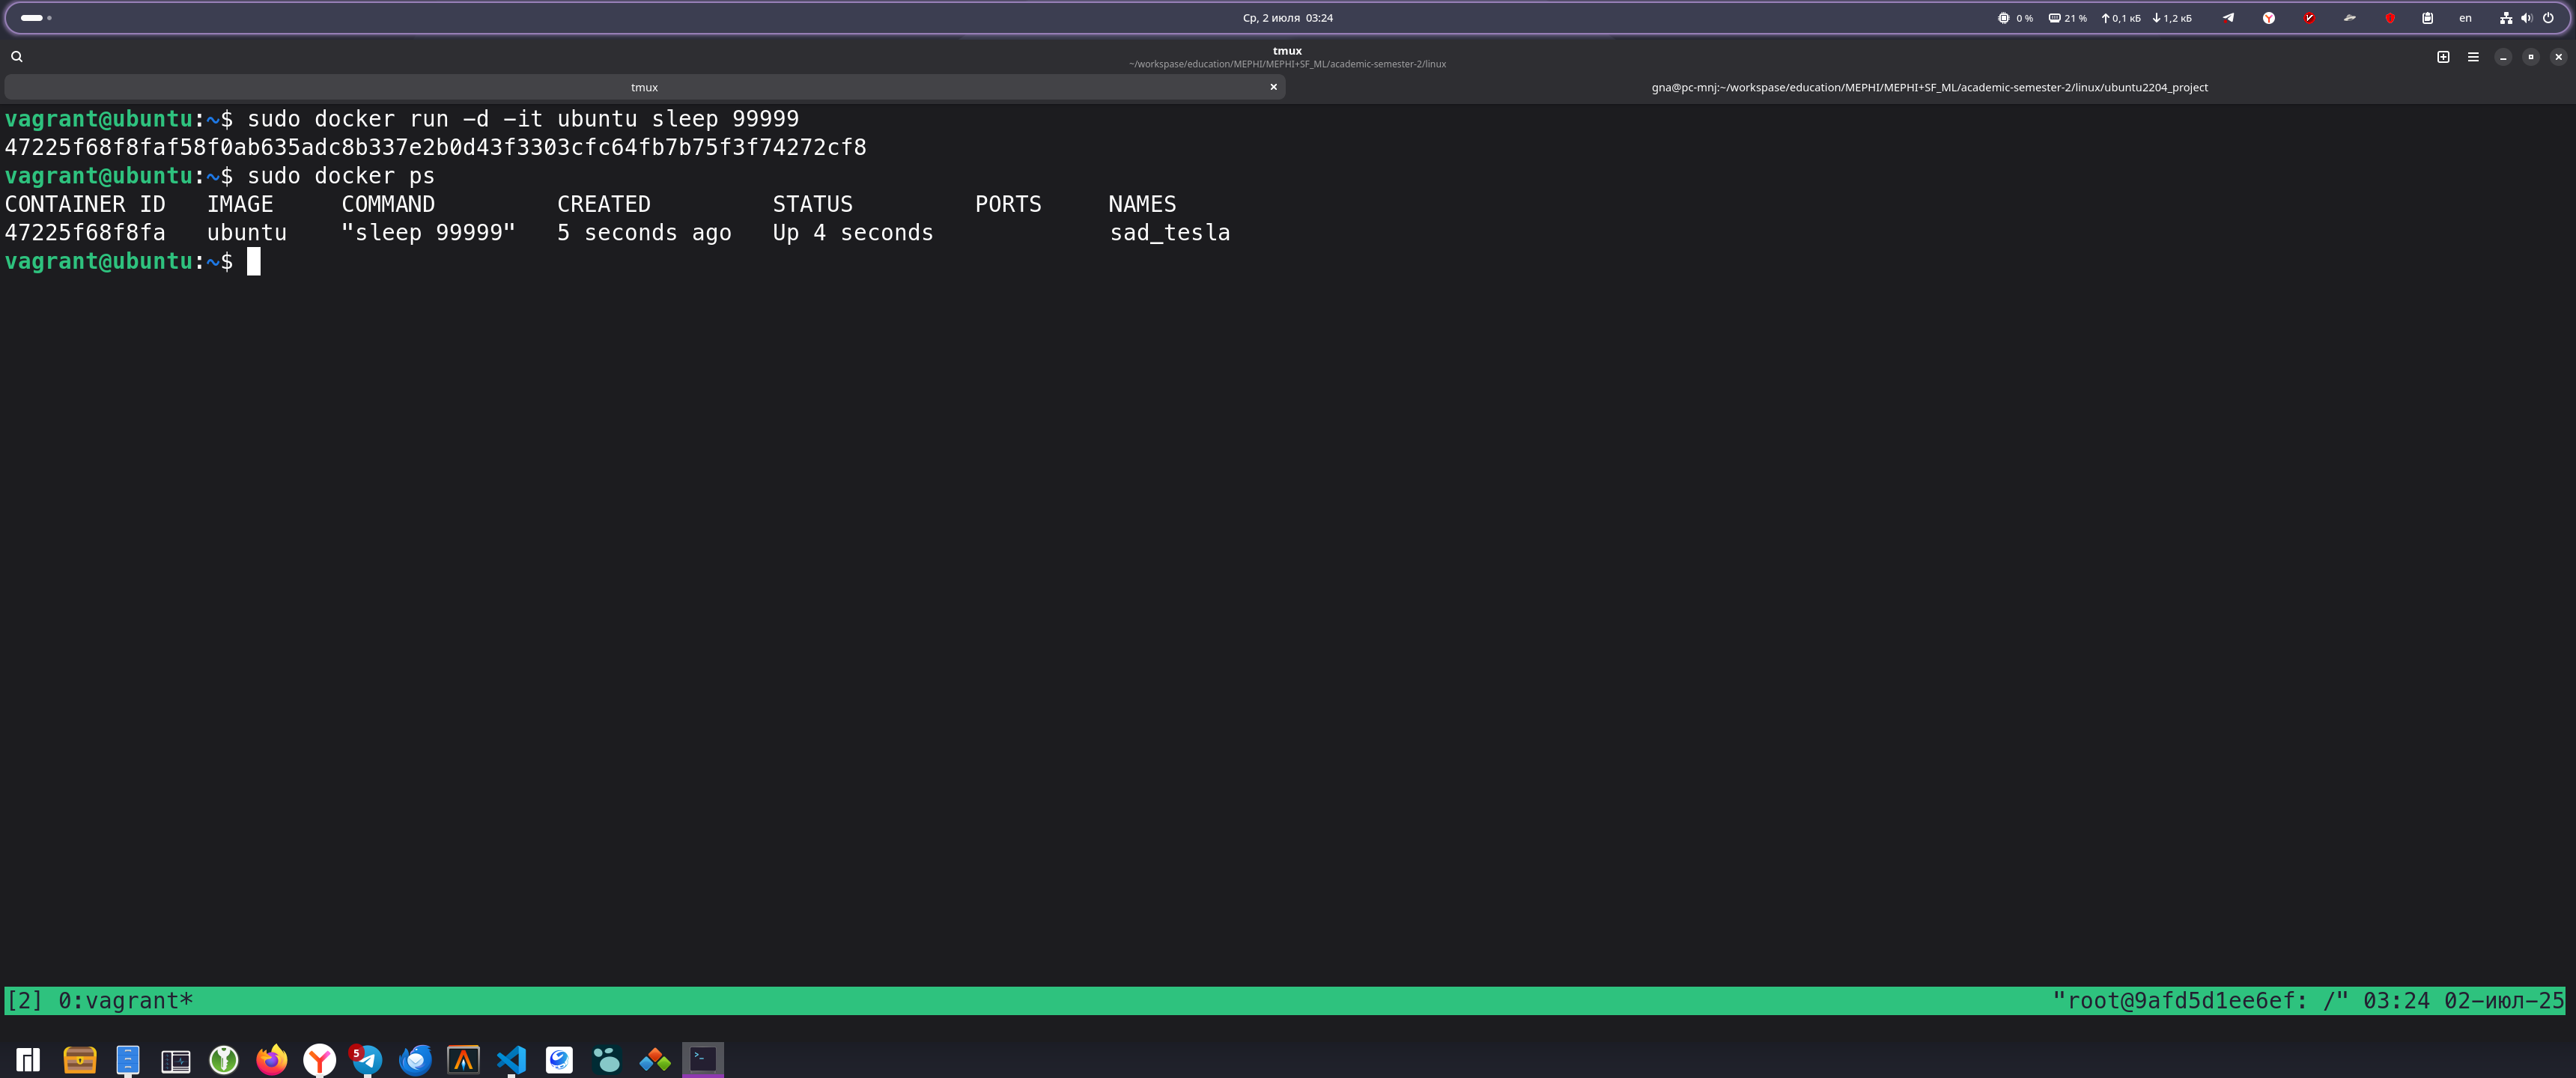 Ср, 2 июля 03:24
0 % 21 % 0,1 кБ 1,2 кБ en
tmux
~/workspase/education/MEPHI/MEPHI+SF_ML/academic-semester-2/linux
tmux
gna@pc-mnj:~/workspase/education/MEPHI/MEPHI+SF_ML/academic-semester-2/linux/ubuntu2204_project
vagrant@ubuntu:~$ sudo docker run -d -it ubuntu sleep 99999
47225f68f8faf58f0ab635adc8b337e2b0d43f3303cfc64fb7b75f3f74272cf8
vagrant@ubuntu:~$ sudo docker ps
CONTAINER ID IMAGE COMMAND CREATED STATUS PORTS NAMES
47225f68f8fa ubuntu "sleep 99999" 5 seconds ago Up 4 seconds sad_tesla
vagrant@ubuntu:~$
[2] 0:vagrant* "root@9afd5d1ee6ef: /" 03:24 02-июл-25
5